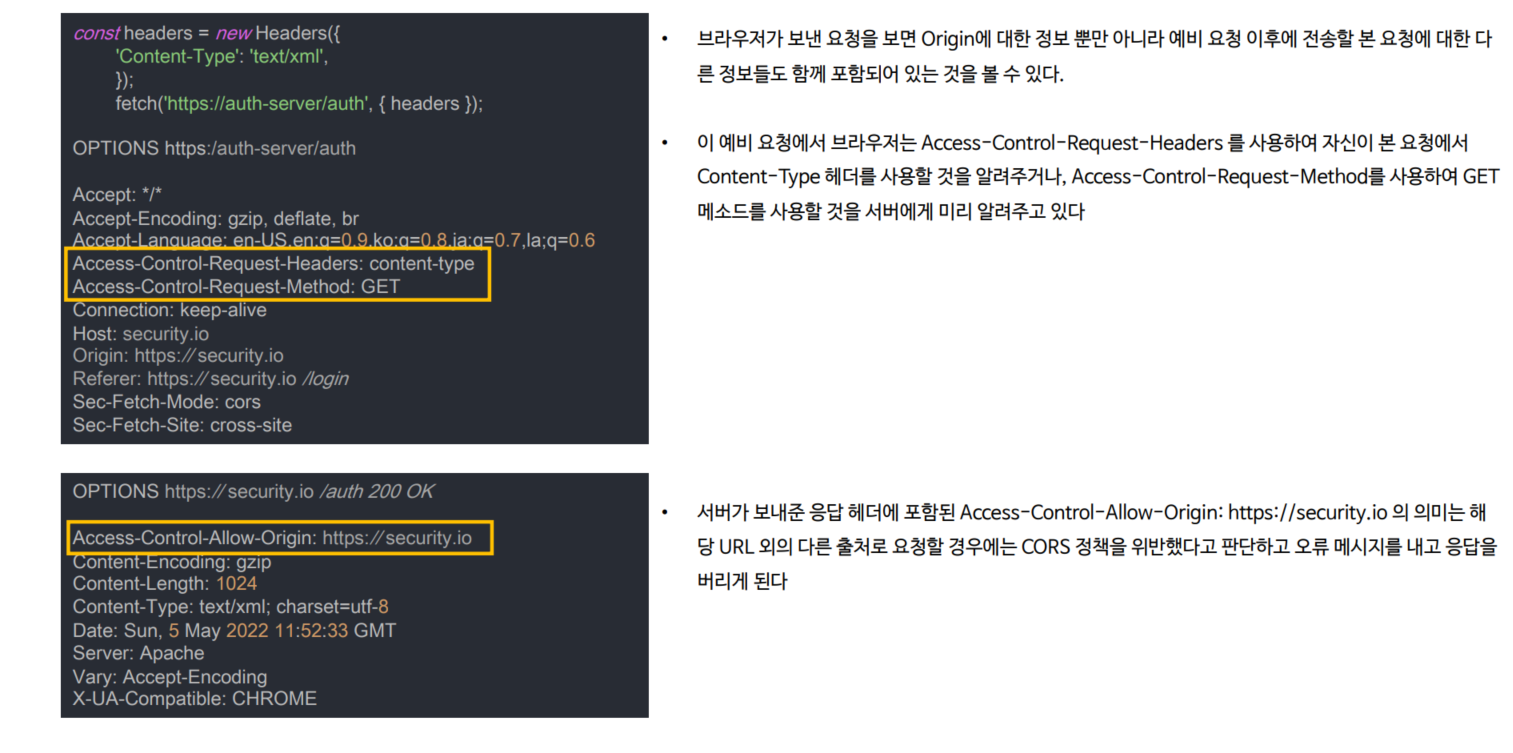 const headers = new Headers({
'Content-Type': 'text/xml',
});
fetch('https://auth-server/auth', { headers });
OPTIONS https:/auth-server/auth
Accept: */*
Accept-Encoding: gzip, deflate, br
Accept-Language: en-US,en;q=0.9,ko;q=0.8,ja;q=0.7,la;q=0.6
Access-Control-Request-Headers: content-type
Access-Control-Request-Method: GET
Connection: keep-alive
Host: security.io
Origin: https://security.io
Referer: https://security.io /login
Sec-Fetch-Mode: cors
Sec-Fetch-Site: cross-site
• 브라우저가 보낸 요청을 보면 Origin에 대한 정보 뿐만 아니라 예비 요청 이후에 전송할 본 요청에 대한 다
른 정보들도 함께 포함되어 있는 것을 볼 수 있다.
• 이 예비 요청에서 브라우저는 Access-Control-Request-Headers 를 사용하여 자신이 본 요청에서
Content-Type 헤더를 사용할 것을 알려주거나, Access-Control-Request-Method를 사용하여 GET
메소드를 사용할 것을 서버에게 미리 알려주고 있다
OPTIONS https://security.io /auth 200 OK
Access-Control-Allow-Origin: https://security.io
Content-Encoding: gzip
Content-Length: 1024
Content-Type: text/xml; charset=utf-8
Date: Sun, 5 May 2022 11:52:33 GMT
Server: Apache
Vary: Accept-Encoding
X-UA-Compatible: CHROME
• 서버가 보내준 응답 헤더에 포함된 Access-Control-Allow-Origin: https://security.io 의 의미는 해
당 URL 외의 다른 출처로 요청할 경우에는 CORS 정책을 위반했다고 판단하고 오류 메시지를 내고 응답을
버리게 된다